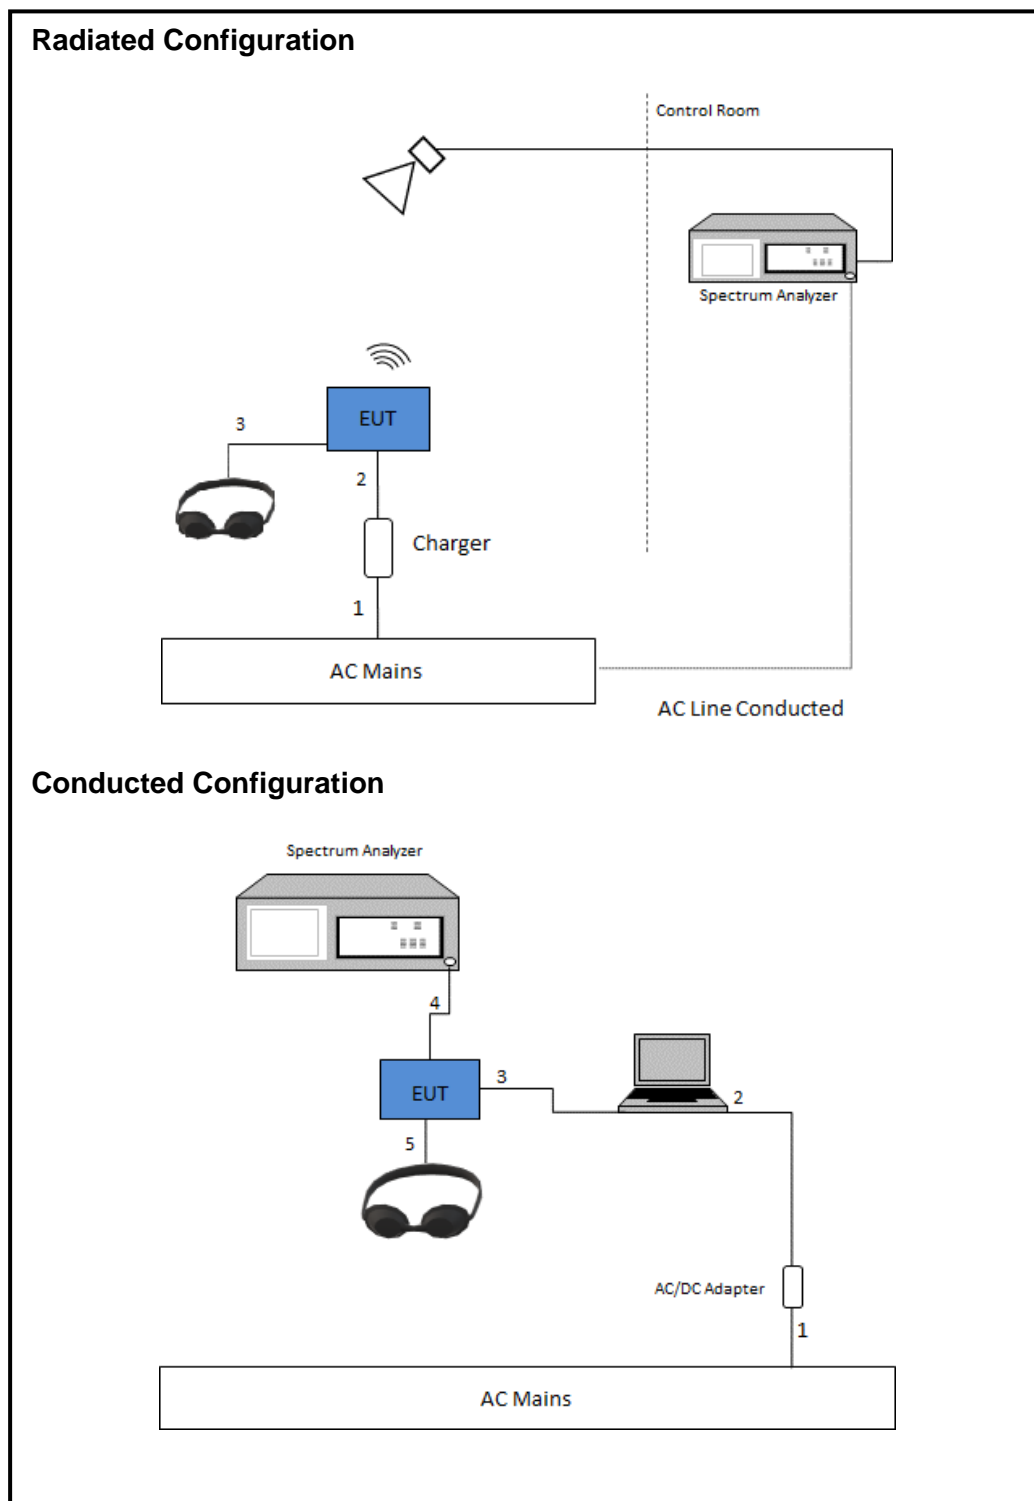 Radiated Configuration
Control Room
Spectrum Analyzer
EUT
3
2
Charger
1
AC Mains
AC Line Conducted
Conducted Configuration
Spectrum Analyzer
4
EUT
3
2
5
AC/DC Adapter
1
AC Mains